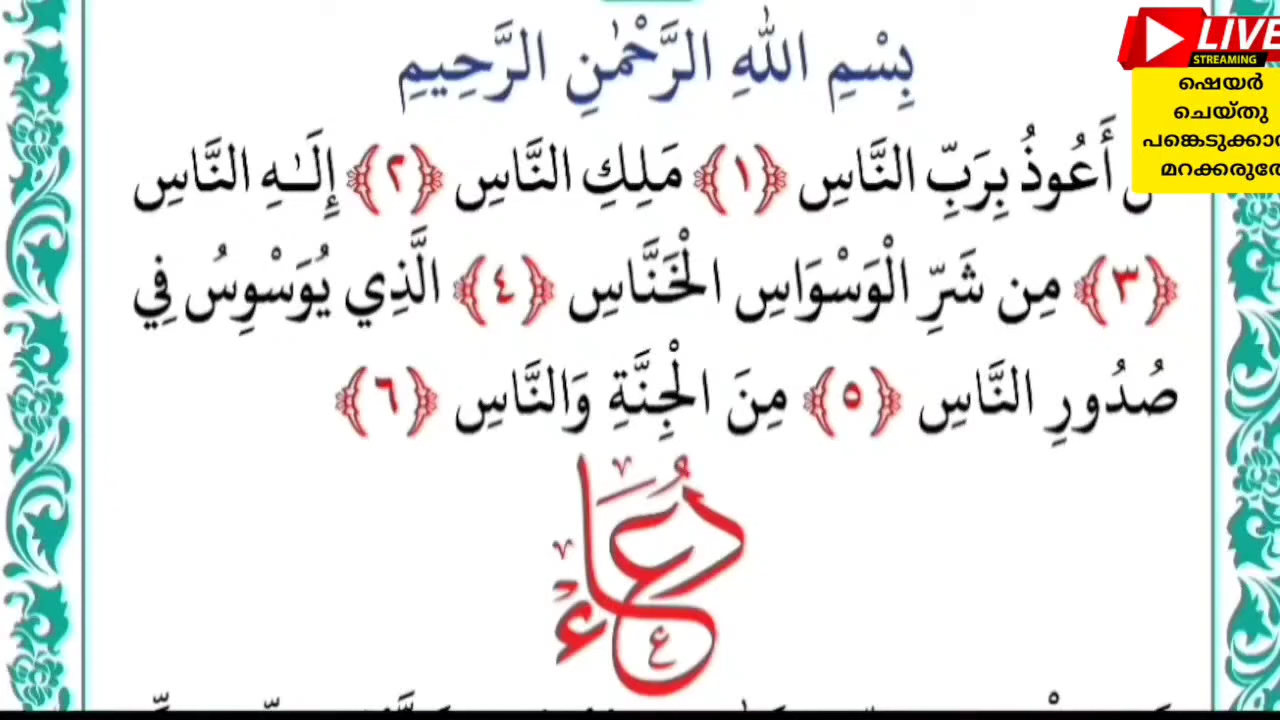 بِسْمِ اللّٰهِ الرَّحْمٰنِ الرَّحِيمِ
أَعُوذُ بِرَبِّ النَّاسِ ﴿١﴾ مَلِكِ النَّاسِ ﴿٢﴾ إِلَـٰهِ النَّاسِ
﴿٣﴾ مِن شَرِّ الْوَسْوَاسِ الْخَنَّاسِ ﴿٤﴾ الَّذِي يُوَسْوِسُ فِي
صُدُورِ النَّاسِ ﴿٥﴾ مِنَ الْجِنَّةِ وَالنَّاسِ ﴿٦﴾
دُعَاءْ
LIVE
STREAMING
ഷെയർ
ചെയ്തു